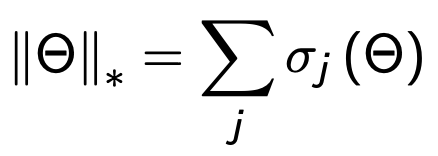 ‖Θ‖_* = ∑_j σ_j (Θ)